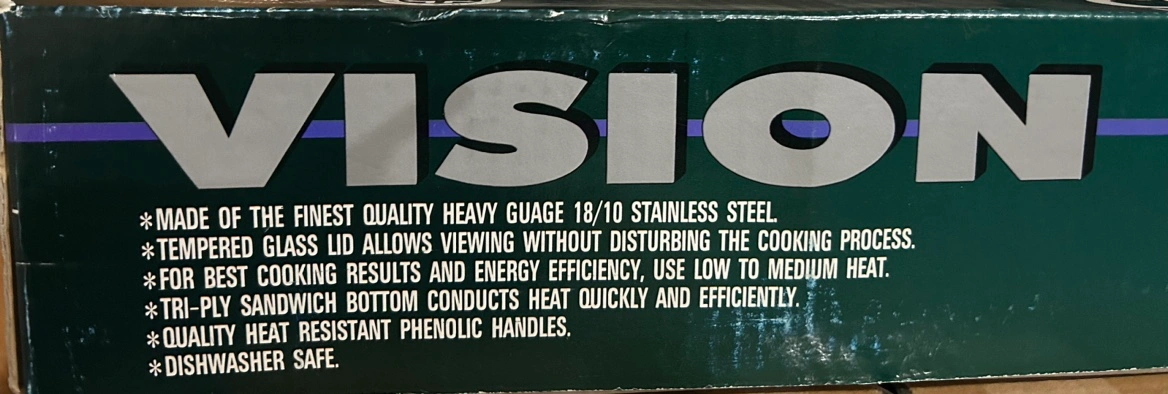 VISION
*MADE OF THE FINEST QUALITY HEAVY GUAGE 18/10 STAINLESS STEEL.
*TEMPERED GLASS LID ALLOWS VIEWING WITHOUT DISTURBING THE COOKING PROCESS.
*FOR BEST COOKING RESULTS AND ENERGY EFFICIENCY, USE LOW TO MEDIUM HEAT.
*TRI-PLY SANDWICH BOTTOM CONDUCTS HEAT QUICKLY AND EFFICIENTLY.
*QUALITY HEAT RESISTANT PHENOLIC HANDLES.
*DISHWASHER SAFE.